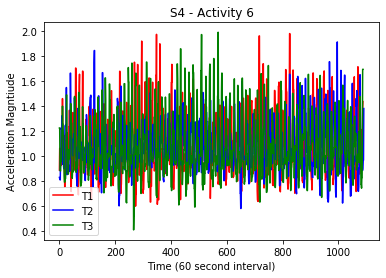 S4 - Activity 6
Acceleration Magntiude
2.0
1.8
1.6
1.4
1.2
1.0
0.8
0.6
0.4
T1
T2
T3
0 200 400 600 800 1000
Time (60 second interval)